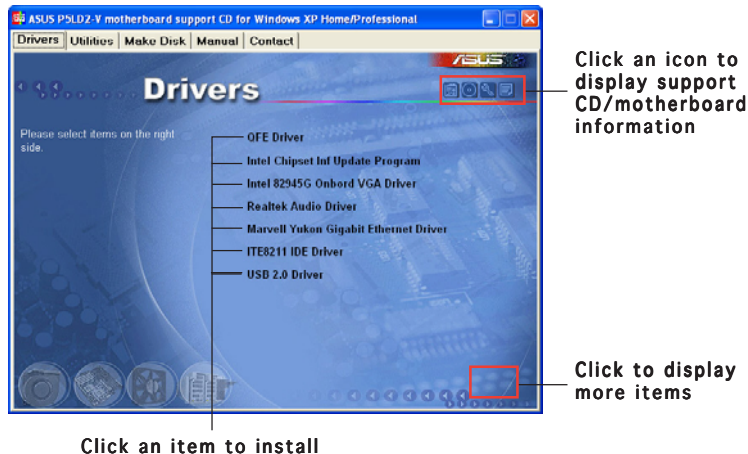 ASUS P5LD2-V motherboard support CD for Windows XP Home/Professional
Drivers Utilities Make Disk Manual Contact
/SUS
Drivers
Please select items on the right
side.
QFE Driver
Intel Chipset Inf Update Program
Intel 82945G Onbord VGA Driver
Realtek Audio Driver
Marvell Yukon Gigabit Ethernet Driver
ITE8211 IDE Driver
USB 2.0 Driver
Click an icon to
display support
CD/motherboard
information
Click to display
more items
Click an item to install